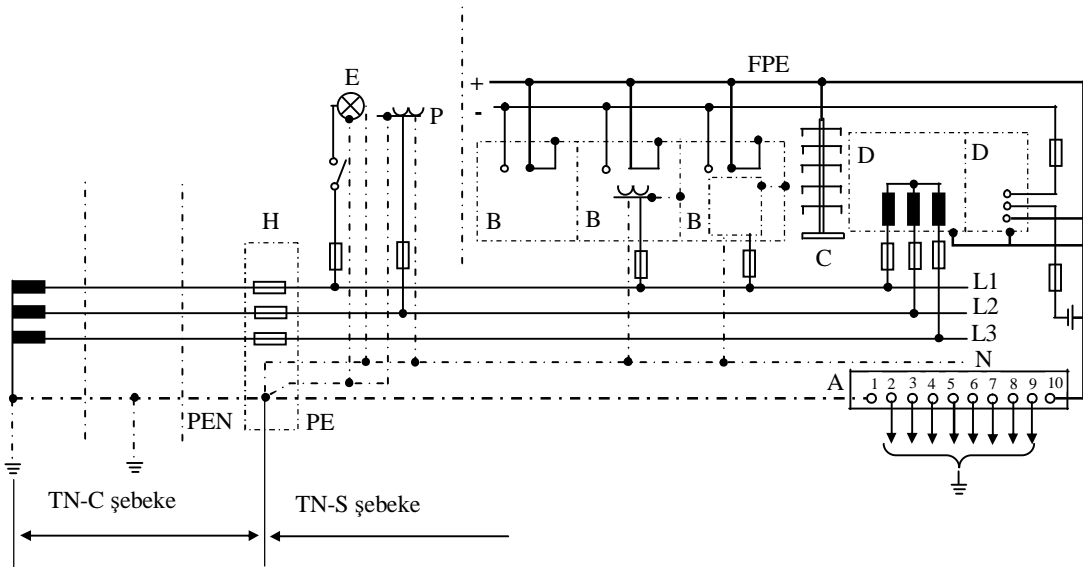 FPE
E
+
P
-
D
D
H
B
B
B
C
L1
L2
L3
N
A
1 2 3 4 5 6 7 8 9 10
PEN
PE
TN-C şebeke
TN-S şebeke